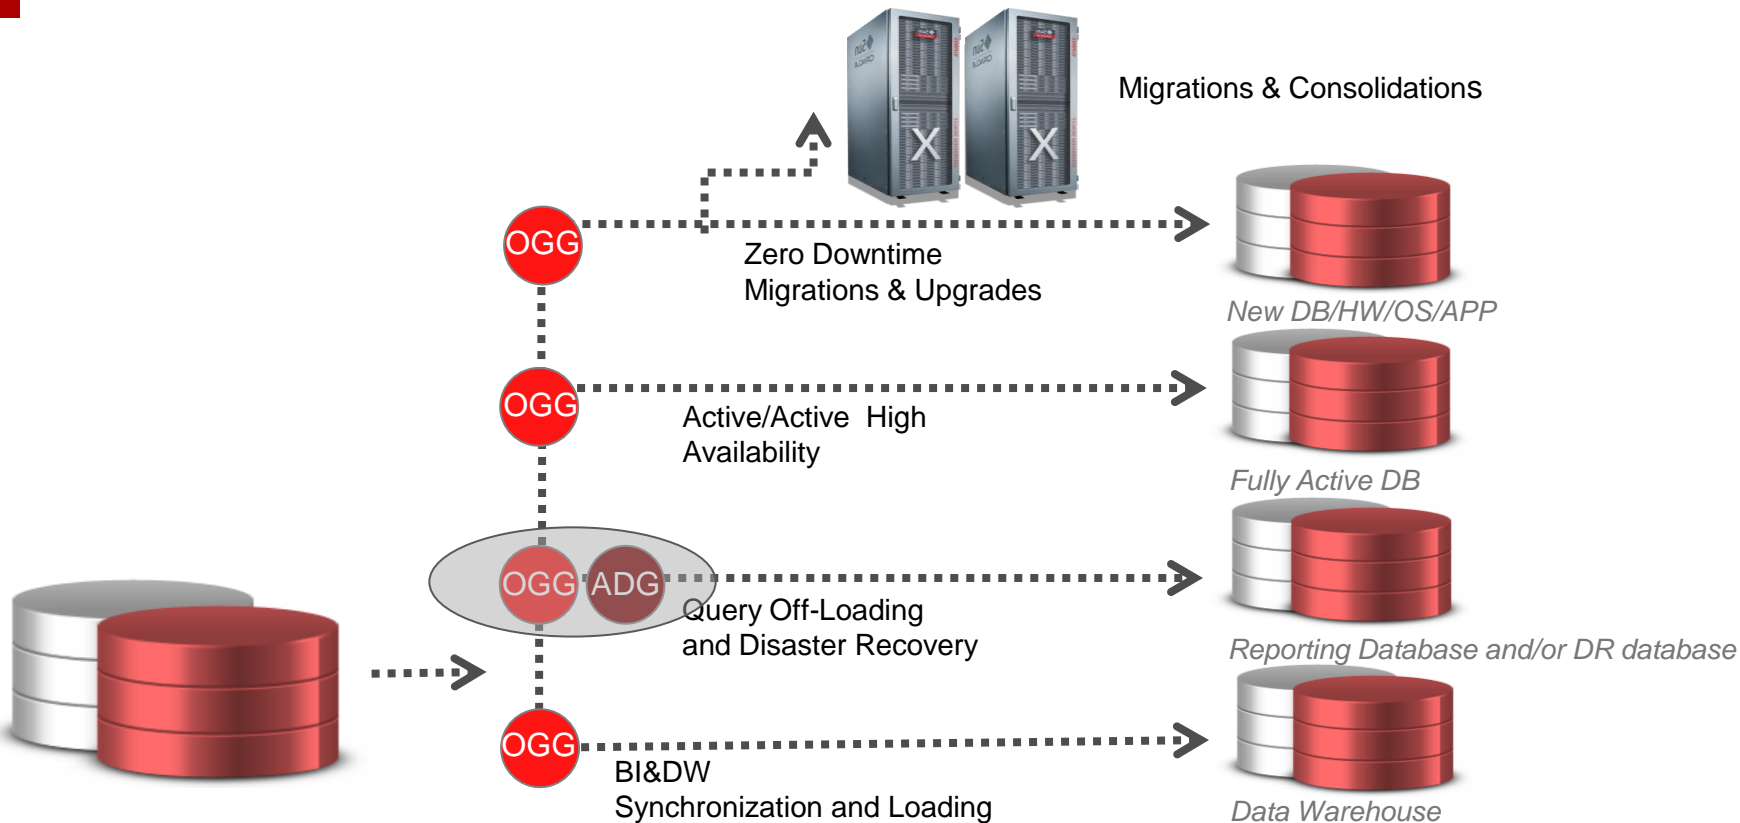 Migrations & Consolidations
X
X
OGG
Zero Downtime
Migrations & Upgrades
New DB/HW/OS/APP
OGG
Active/Active High
Availability
Fully Active DB
OGG
ADG
Query Off-Loading
and Disaster Recovery
Reporting Database and/or DR database
OGG
BI&DW
Synchronization and Loading
Data Warehouse